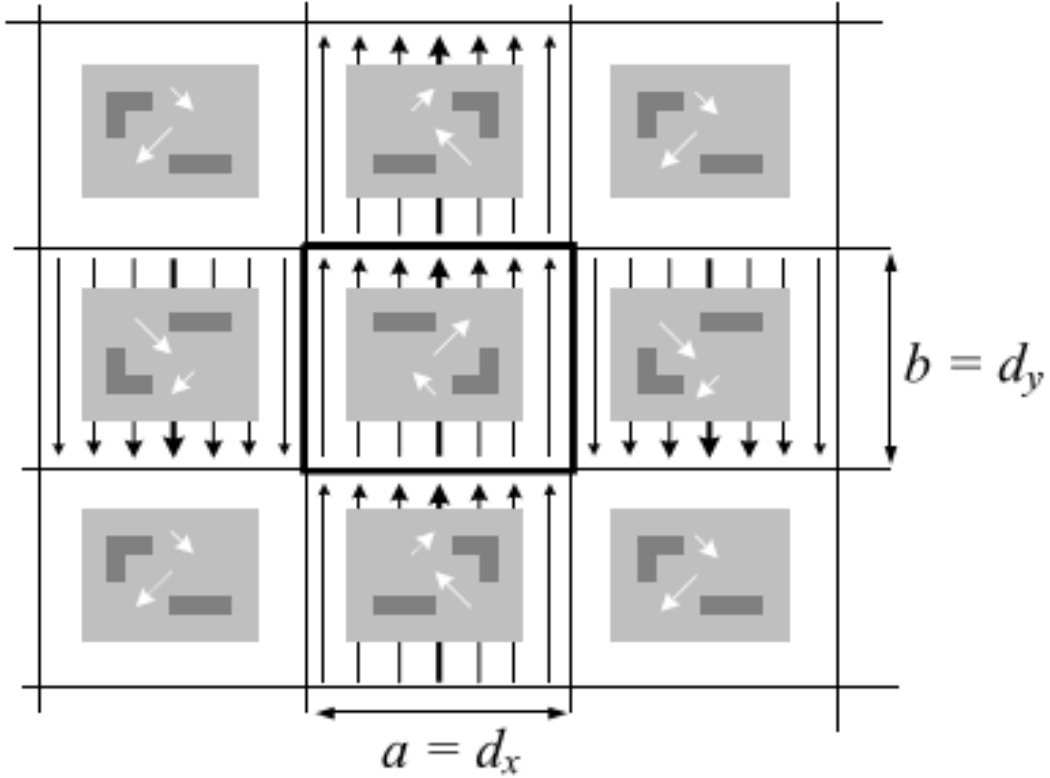 b = d_y
a = d_x